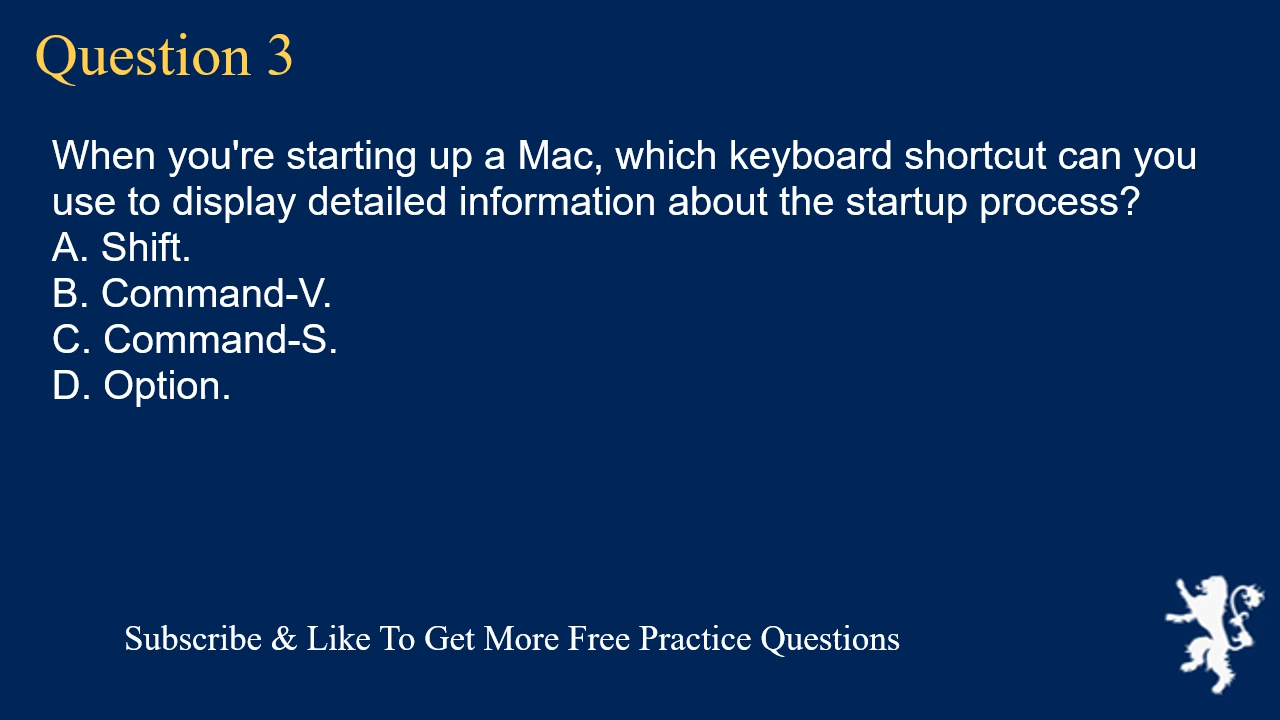 Question 3
When you're starting up a Mac, which keyboard shortcut can you
use to display detailed information about the startup process?
A. Shift.
B. Command-V.
C. Command-S.
D. Option.
Subscribe & Like To Get More Free Practice Questions